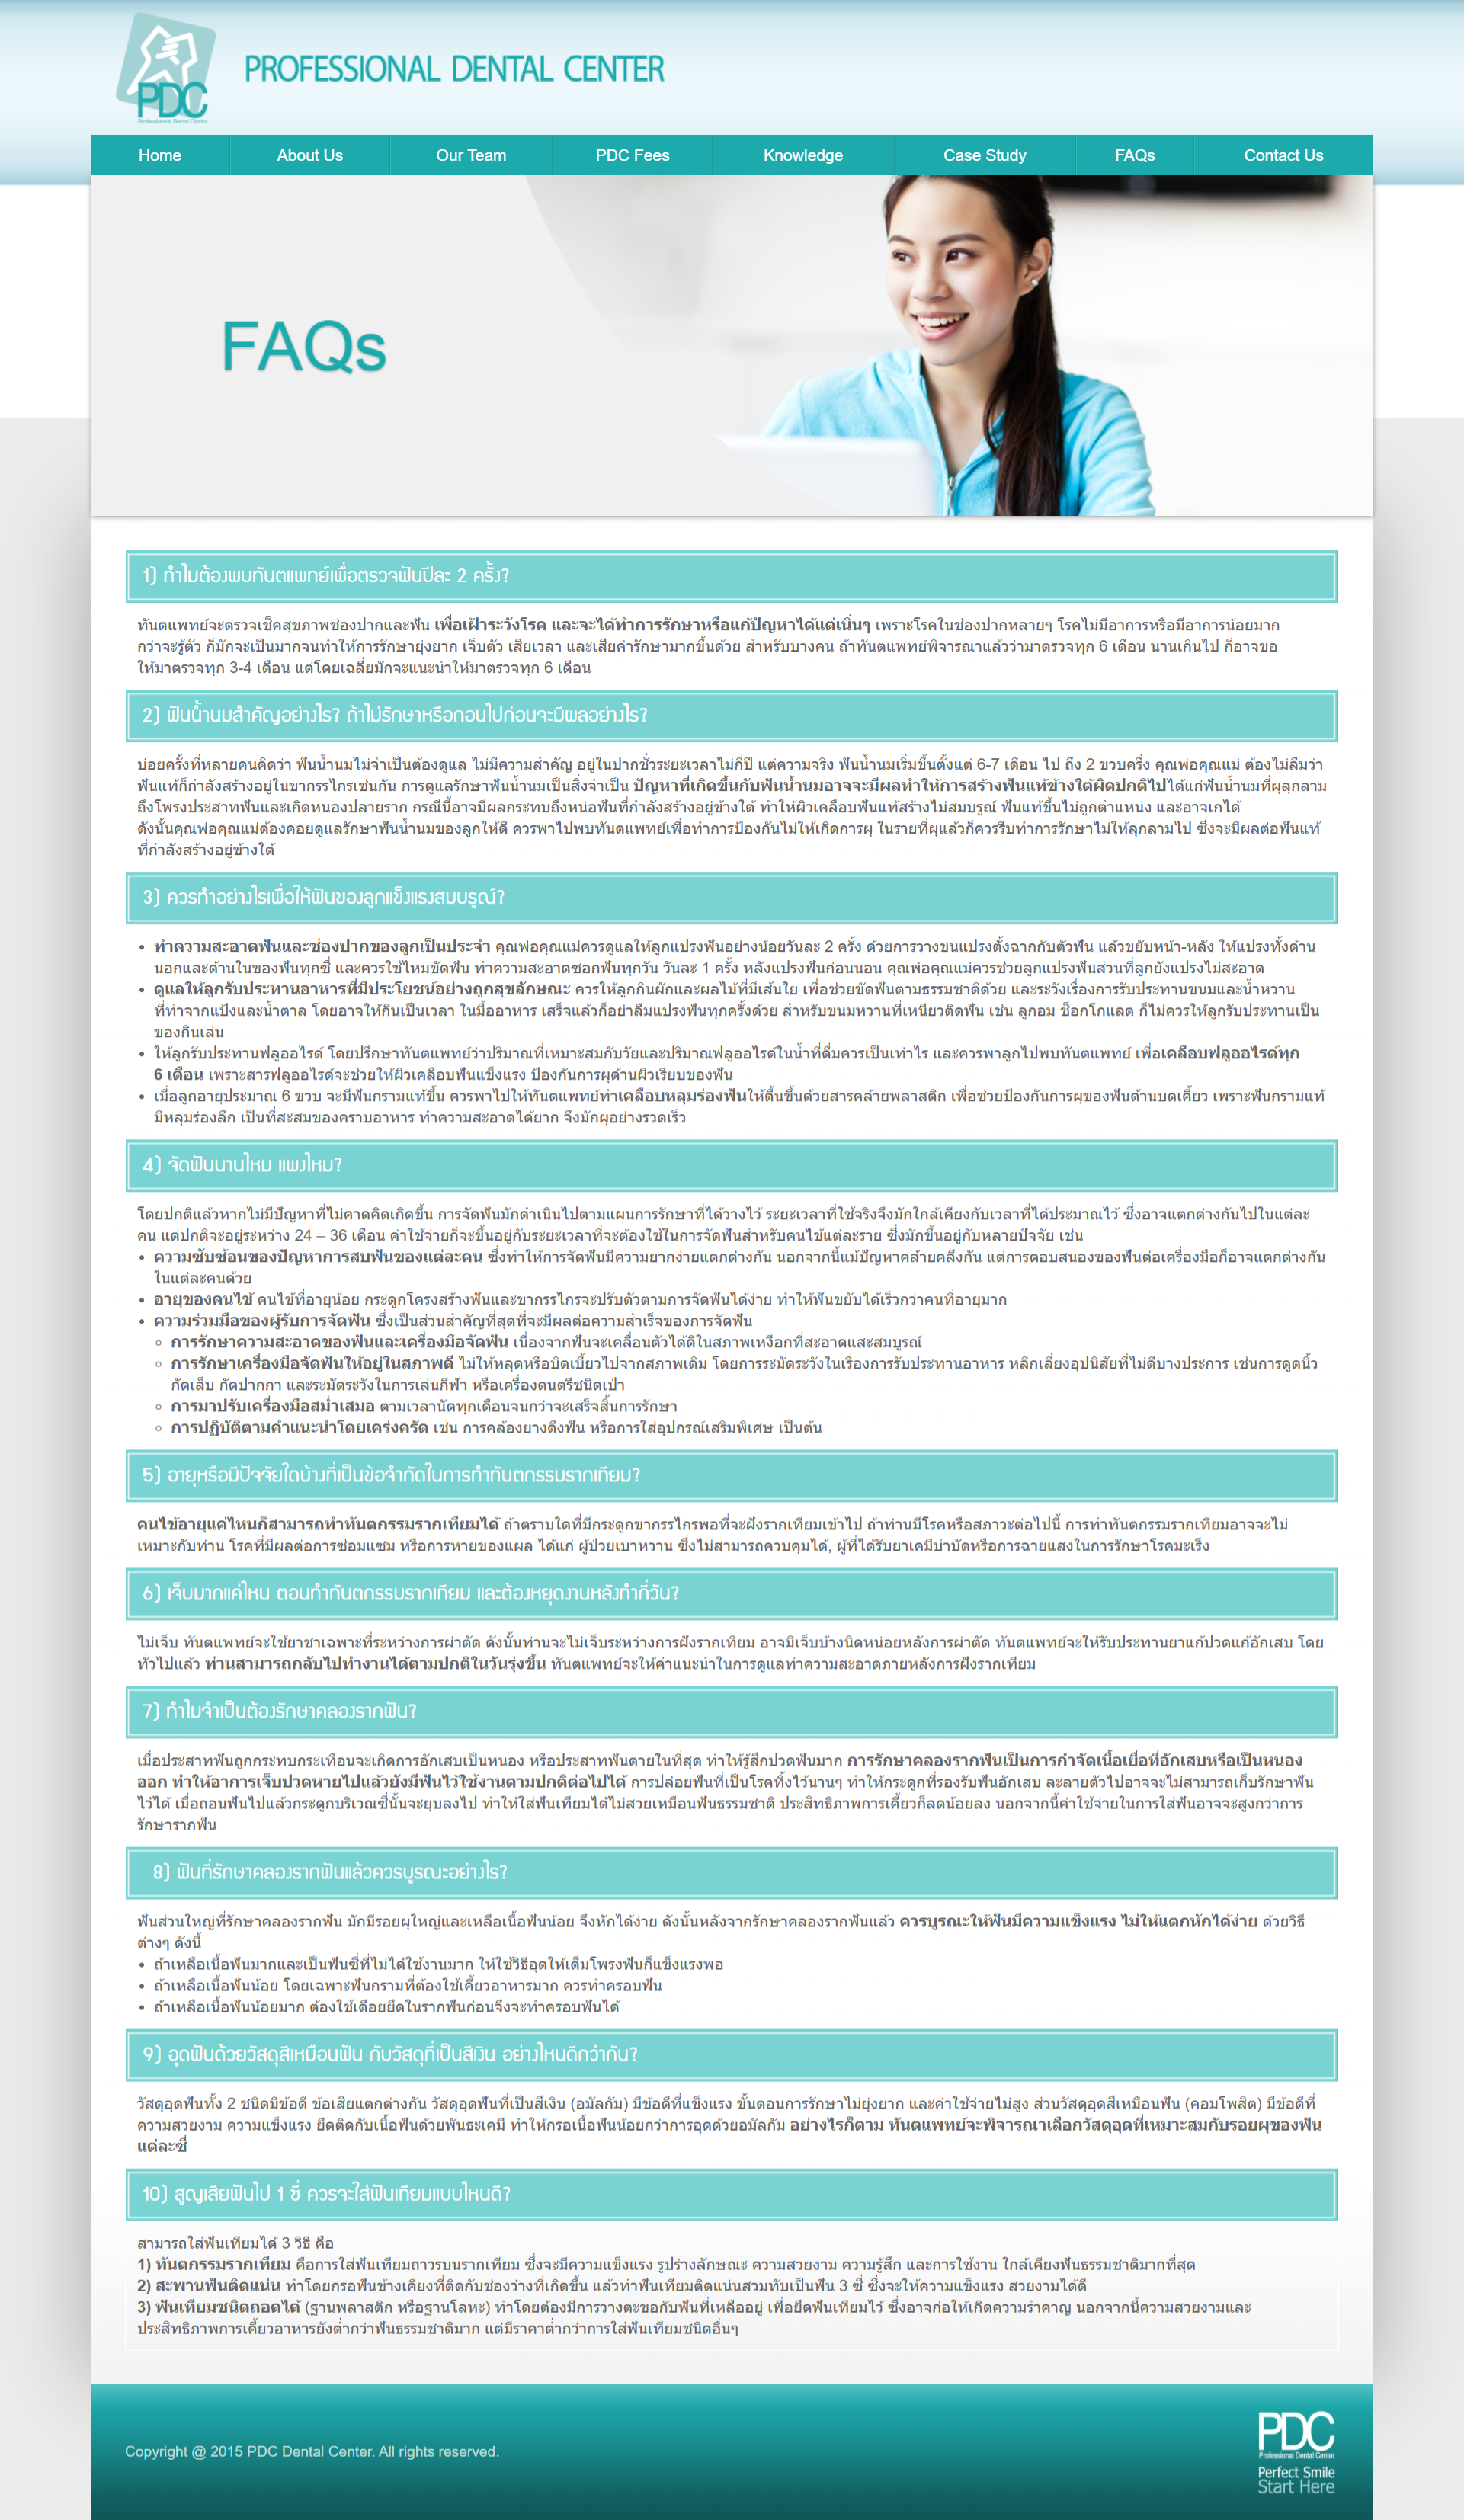 PDC
Professionals Dental Center
PROFESSIONAL DENTAL CENTER
Home
About Us
Our Team
PDC Fees
Knowledge
Case Study
FAQs
Contact Us
FAQs
1) ทำไมต้องพบทันตแพทย์เพื่อตรวจฟันปีละ 2 ครั้ง?
ทันตแพทย์จะตรวจเช็คสุขภาพช่องปากและฟัน เพื่อเฝ้าระวังโรค และจะได้ทำการรักษาหรือแก้ปัญหาได้แต่เนิ่นๆ เพราะโรคในช่องปากหลายๆ โรคไม่มีอาการหรือมีอาการน้อยมาก
กว่าจะรู้ตัว ก็มักจะเป็นมากจนทำให้การรักษายุ่งยาก เจ็บตัว เสียเวลา และเสียค่ารักษามากขึ้นด้วย สำหรับบางคน ถ้าทันตแพทย์พิจารณาแล้วว่ามาตรวจทุก 6 เดือน นานเกินไป ก็อาจขอ
ให้มาตรวจทุก 3-4 เดือน แต่โดยเฉลี่ยมักจะแนะนำให้มาตรวจทุก 6 เดือน
2) ฟันน้ำนมสำคัญอย่างไร? ถ้าไม่รักษาหรือถอนไปก่อนจะมีผลอย่างไร?
บ่อยครั้งที่หลายคนคิดว่า ฟันน้ำนมไม่จำเป็นต้องดูแล ไม่มีความสำคัญ อยู่ในปากชั่วระยะเวลาไม่กี่ปี แต่ความจริง ฟันน้ำนมเริ่มขึ้นตั้งแต่ 6-7 เดือน ไป ถึง 2 ขวบครึ่ง คุณพ่อคุณแม่ ต้องไม่ลืมว่า
ฟันแท้ก็กำลังสร้างอยู่ในขากรรไกรเช่นกัน การดูแลรักษาฟันน้ำนมเป็นสิ่งจำเป็น ปัญหาที่เกิดขึ้นกับฟันน้ำนมอาจจะมีผลทำให้การสร้างฟันแท้ข้างใต้ผิดปกติไปได้แก่ฟันน้ำนมที่ผุลุกลาม
ถึงโพรงประสาทฟันและเกิดหนองปลายราก กรณีนี้อาจมีผลกระทบถึงหน่อฟันที่กำลังสร้างอยู่ข้างใต้ ทำให้ผิวเคลือบฟันแท้สร้างไม่สมบรูณ์ ฟันแท้ขึ้นไม่ถูกตำแหน่ง และอาจเกได้
ดังนั้นคุณพ่อคุณแม่ต้องคอยดูแลรักษาฟันน้ำนมของลูกให้ดี ควรพาไปพบทันตแพทย์เพื่อทำการป้องกันไม่ให้เกิดการผุ ในรายที่ผุแล้วก็ควรรีบทำการรักษาไม่ให้ลุกลามไป ซึ่งจะมีผลต่อฟันแท้
ที่กำลังสร้างอยู่ข้างใต้
3) ควรทำอย่างไรเพื่อให้ฟันของลูกแข็งแรงสมบรูณ์?
• ทำความสะอาดฟันและช่องปากของลูกเป็นประจำ คุณพ่อคุณแม่ควรดูแลให้ลูกแปรงฟันอย่างน้อยวันละ 2 ครั้ง ด้วยการวางขนแปรงตั้งฉากกับตัวฟัน แล้วขยับหน้า-หลัง ให้แปรงทั้งด้าน
นอกและด้านในของฟันทุกซี่ และควรใช้ไหมขัดฟัน ทำความสะอาดซอกฟันทุกวัน วันละ 1 ครั้ง หลังแปรงฟันก่อนนอน คุณพ่อคุณแม่ควรช่วยลูกแปรงฟันส่วนที่ลูกยังแปรงไม่สะอาด
• ดูแลให้ลูกรับประทานอาหารที่มีประโยชน์อย่างถูกสุขลักษณะ ควรให้ลูกกินผักและผลไม้ที่มีเส้นใย เพื่อช่วยขัดฟันตามธรรมชาติด้วย และระวังเรื่องการรับประทานขนมและน้ำหวาน
ที่ทำจากแป้งและน้ำตาล โดยอาจให้กินเป็นเวลา ในมื้ออาหาร เสร็จแล้วก็อย่าลืมแปรงฟันทุกครั้งด้วย สำหรับขนมหวานที่เหนียวติดฟัน เช่น ลูกอม ช็อกโกแลต ก็ไม่ควรให้ลูกรับประทานเป็น
ของกินเล่น
• ให้ลูกรับประทานฟลูออไรด์ โดยปรึกษาทันตแพทย์ว่าปริมาณที่เหมาะสมกับวัยและปริมาณฟลูออไรด์ในน้ำที่ดื่มควรเป็นเท่าไร และควรพาลูกไปพบทันตแพทย์ เพื่อเคลือบฟลูออไรด์ทุก
6 เดือน เพราะสารฟลูออไรด์จะช่วยให้ผิวเคลือบฟันแข็งแรง ป้องกันการผุด้านผิวเรียบของฟัน
• เมื่อลูกอายุประมาณ 6 ขวบ จะมีฟันกรามแท้ขึ้น ควรพาไปให้ทันตแพทย์ทำเคลือบหลุมร่องฟันให้ตื้นขึ้นด้วยสารคล้ายพลาสติก เพื่อช่วยป้องกันการผุของฟันด้านบดเคี้ยว เพราะฟันกรามแท้
มีหลุมร่องลึก เป็นที่สะสมของคราบอาหาร ทำความสะอาดได้ยาก จึงมักผุอย่างรวดเร็ว
4) จัดฟันนานไหม แพงไหม?
โดยปกติแล้วหากไม่มีปัญหาที่ไม่คาดคิดเกิดขึ้น การจัดฟันมักดำเนินไปตามแผนการรักษาที่ได้วางไว้ ระยะเวลาที่ใช้จริงจึงมักใกล้เคียงกับเวลาที่ได้ประมาณไว้ ซึ่งอาจแตกต่างกันไปในแต่ละ
คน แต่ปกติจะอยู่ระหว่าง 24 – 36 เดือน ค่าใช้จ่ายก็จะขึ้นอยู่กับระยะเวลาที่จะต้องใช้ในการจัดฟันสำหรับคนไข้แต่ละราย ซึ่งมักขึ้นอยู่กับหลายปัจจัย เช่น
• ความซับซ้อนของปัญหาการสบฟันของแต่ละคน ซึ่งทำให้การจัดฟันมีความยากง่ายแตกต่างกัน นอกจากนี้แม้ปัญหาคล้ายคลึงกัน แต่การตอบสนองของฟันต่อเครื่องมือก็อาจแตกต่างกัน
ในแต่ละคนด้วย
• อายุของคนไข้ คนไข้ที่อายุน้อย กระดูกโครงสร้างฟันและขากรรไกรจะปรับตัวตามการจัดฟันได้ง่าย ทำให้ฟันขยับได้เร็วกว่าคนที่อายุมาก
• ความร่วมมือของผู้รับการจัดฟัน ซึ่งเป็นส่วนสำคัญที่สุดที่จะมีผลต่อความสำเร็จของการจัดฟัน
◦ การรักษาความสะอาดของฟันและเครื่องมือจัดฟัน เนื่องจากฟันจะเคลื่อนตัวได้ดีในสภาพเหงือกที่สะอาดและสมบูรณ์
◦ การรักษาเครื่องมือจัดฟันให้อยู่ในสภาพดี ไม่ให้หลุดหรือบิดเบี้ยวไปจากสภาพเดิม โดยการระมัดระวังในเรื่องการรับประทานอาหาร หลีกเลี่ยงอุปนิสัยที่ไม่ดีบางประการ เช่นการดูดนิ้ว
กัดเล็บ กัดปากกา และระมัดระวังในการเล่นกีฬา หรือเครื่องดนตรีชนิดเป่า
◦ การมาปรับเครื่องมือสม่ำเสมอ ตามเวลานัดทุกเดือนจนกว่าจะเสร็จสิ้นการรักษา
◦ การปฏิบัติตามคำแนะนำโดยเคร่งครัด เช่น การคล้องยางดึงฟัน หรือการใส่อุปกรณ์เสริมพิเศษ เป็นต้น
5) อายุหรือมีปัจจัยใดบ้างที่เป็นข้อจำกัดในการทำทันตกรรมรากเทียม?
คนไข้อายุแค่ไหนก็สามารถทำทันตกรรมรากเทียมได้ ถ้าตราบใดที่มีกระดูกขากรรไกรพอที่จะฝังรากเทียมเข้าไป ถ้าท่านมีโรคหรือสภาวะต่อไปนี้ การทำทันตกรรมรากเทียมอาจจะไม่
เหมาะกับท่าน โรคที่มีผลต่อการซ่อมแซม หรือการหายของแผล ได้แก่ ผู้ป่วยเบาหวาน ซึ่งไม่สามารถควบคุมได้, ผู้ที่ได้รับยาเคมีบำบัดหรือการฉายแสงในการรักษาโรคมะเร็ง
6) เจ็บมากแค่ไหน ตอนทำทันตกรรมรากเทียม และต้องหยุดงานหลังทำกี่วัน?
ไม่เจ็บ ทันตแพทย์จะใช้ยาชาเฉพาะที่ระหว่างการผ่าตัด ดังนั้นท่านจะไม่เจ็บระหว่างการฝังรากเทียม อาจมีเจ็บบ้างนิดหน่อยหลังการผ่าตัด ทันตแพทย์จะให้รับประทานยาแก้ปวดแก้อักเสบ โดย
ทั่วไปแล้ว ท่านสามารถกลับไปทำงานได้ตามปกติในวันรุ่งขึ้น ทันตแพทย์จะให้คำแนะนำในการดูแลทำความสะอาดภายหลังการฝังรากเทียม
7) ทำไมจำเป็นต้องรักษาคลองรากฟัน?
เมื่อประสาทฟันถูกกระทบกระเทือนจะเกิดการอักเสบเป็นหนอง หรือประสาทฟันตายในที่สุด ทำให้รู้สึกปวดฟันมาก การรักษาคลองรากฟันเป็นการกำจัดเนื้อเยื่อที่อักเสบหรือเป็นหนอง
ออก ทำให้อาการเจ็บปวดหายไปแล้วยังมีฟันไว้ใช้งานตามปกติต่อไปได้ การปล่อยฟันที่เป็นโรคทิ้งไว้นานๆ ทำให้กระดูกที่รองรับฟันอักเสบ ละลายตัวไปอาจจะไม่สามารถเก็บรักษาฟัน
ไว้ได้ เมื่อถอนฟันไปแล้วกระดูกบริเวณซี่นั้นจะยุบลงไป ทำให้ใส่ฟันเทียมได้ไม่สวยเหมือนฟันธรรมชาติ ประสิทธิภาพการเคี้ยวก็ลดน้อยลง นอกจากนี้ค่าใช้จ่ายในการใส่ฟันอาจจะสูงกว่าการ
รักษารากฟัน
8) ฟันที่รักษาคลองรากฟันแล้วควรบูรณะอย่างไร?
ฟันส่วนใหญ่ที่รักษาคลองรากฟัน มักมีรอยผุใหญ่และเหลือเนื้อฟันน้อย จึงหักได้ง่าย ดังนั้นหลังจากรักษาคลองรากฟันแล้ว ควรบูรณะให้ฟันมีความแข็งแรง ไม่ให้แตกหักได้ง่าย ด้วยวิธี
ต่างๆ ดังนี้
• ถ้าเหลือเนื้อฟันมากและเป็นฟันซี่ที่ไม่ได้ใช้งานมาก ให้ใช้วิธีอุดให้เต็มโพรงฟันก็แข็งแรงพอ
• ถ้าเหลือเนื้อฟันน้อย โดยเฉพาะฟันกรามที่ต้องใช้เคี้ยวอาหารมาก ควรทำครอบฟัน
• ถ้าเหลือเนื้อฟันน้อยมาก ต้องใช้เดือยยึดในรากฟันก่อนจึงจะทำครอบฟันได้
9) อุดฟันด้วยวัสดุสีเหมือนฟัน กับวัสดุที่เป็นสีเงิน อย่างไหนดีกว่ากัน?
วัสดุอุดฟันทั้ง 2 ชนิดมีข้อดี ข้อเสียแตกต่างกัน วัสดุอุดฟันที่เป็นสีเงิน (อมัลกัม) มีข้อดีที่แข็งแรง ขั้นตอนการรักษาไม่ยุ่งยาก และค่าใช้จ่ายไม่สูง ส่วนวัสดุอุดสีเหมือนฟัน (คอมโพสิต) มีข้อดีที่
ความสวยงาม ความแข็งแรง ยึดติดกับเนื้อฟันด้วยพันธะเคมี ทำให้กรอเนื้อฟันน้อยกว่าการอุดด้วยอมัลกัม อย่างไรก็ตาม ทันตแพทย์จะพิจารณาเลือกวัสดุอุดที่เหมาะสมกับรอยผุของฟัน
แต่ละซี่
10) สูญเสียฟันไป 1 ซี่ ควรจะใส่ฟันเทียมแบบไหนดี?
สามารถใส่ฟันเทียมได้ 3 วิธี คือ
1) ทันตกรรมรากเทียม คือการใส่ฟันเทียมถาวรบนรากเทียม ซึ่งจะมีความแข็งแรง รูปร่างลักษณะ ความสวยงาม ความรู้สึก และการใช้งาน ใกล้เคียงฟันธรรมชาติมากที่สุด
2) สะพานฟันติดแน่น ทำโดยกรอฟันข้างเคียงที่ติดกับช่องว่างที่เกิดขึ้น แล้วทำฟันเทียมติดแน่นสวมทับเป็นฟัน 3 ซี่ ซึ่งจะให้ความแข็งแรง สวยงามได้ดี
3) ฟันเทียมชนิดถอดได้ (ฐานพลาสติก หรือฐานโลหะ) ทำโดยต้องมีการวางตะขอกับฟันที่เหลืออยู่ เพื่อยึดฟันเทียมไว้ ซึ่งอาจก่อให้เกิดความรำคาญ นอกจากนี้ความสวยงามและ
ประสิทธิภาพการเคี้ยวอาหารยังต่ำกว่าฟันธรรมชาติมาก แต่มีราคาต่ำกว่าการใส่ฟันเทียมชนิดอื่นๆ
Copyright @ 2015 PDC Dental Center. All rights reserved.
PDC
Professional Dental Center
Perfect Smile
Start Here